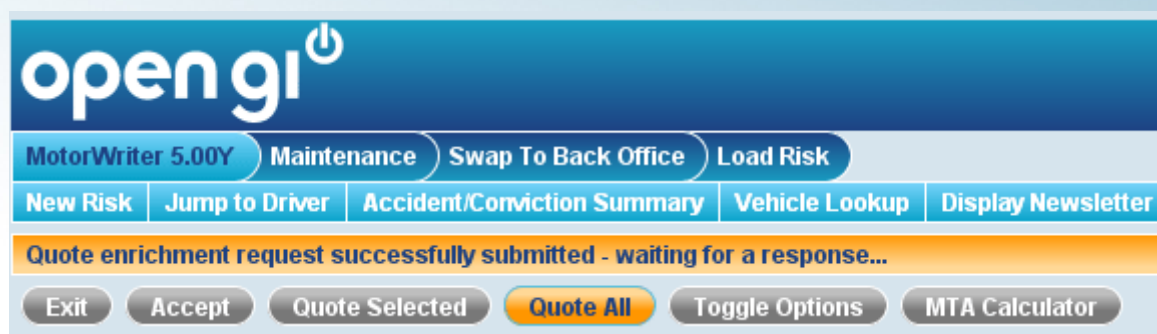 open gi
MotorWriter 5.00Y Maintenance Swap To Back Office Load Risk
New Risk Jump to Driver Accident/Conviction Summary Vehicle Lookup Display Newsletter
Quote enrichment request successfully submitted - waiting for a response...
Exit Accept Quote Selected Quote All Toggle Options MTA Calculator